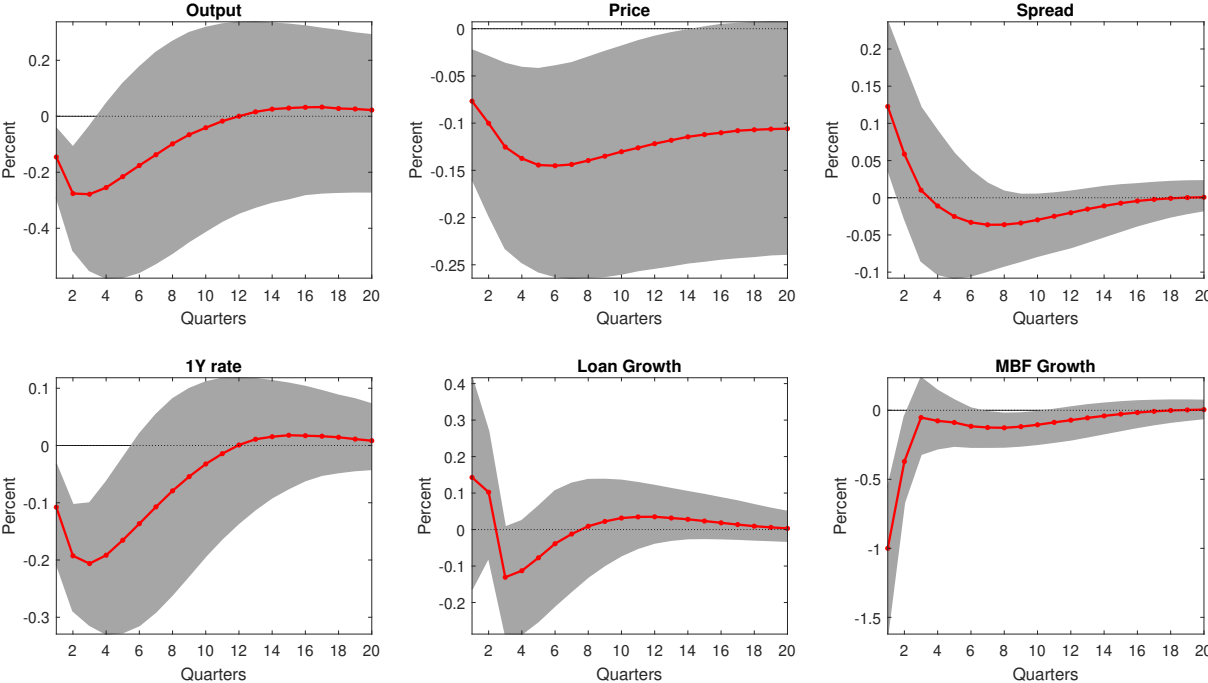 Output
Percent
0.2
0
-0.2
-0.4
2 4 6 8 10 12 14 16 18 20
Quarters
Price
Percent
0
-0.05
-0.1
-0.15
-0.2
-0.25
2 4 6 8 10 12 14 16 18 20
Quarters
Spread
Percent
0.2
0.15
0.1
0.05
0
-0.05
-0.1
2 4 6 8 10 12 14 16 18 20
Quarters
1Y rate
Percent
0.1
0
-0.1
-0.2
-0.3
2 4 6 8 10 12 14 16 18 20
Quarters
Loan Growth
Percent
0.4
0.3
0.2
0.1
0
-0.1
-0.2
2 4 6 8 10 12 14 16 18 20
Quarters
MBF Growth
Percent
0
-0.5
-1
-1.5
2 4 6 8 10 12 14 16 18 20
Quarters